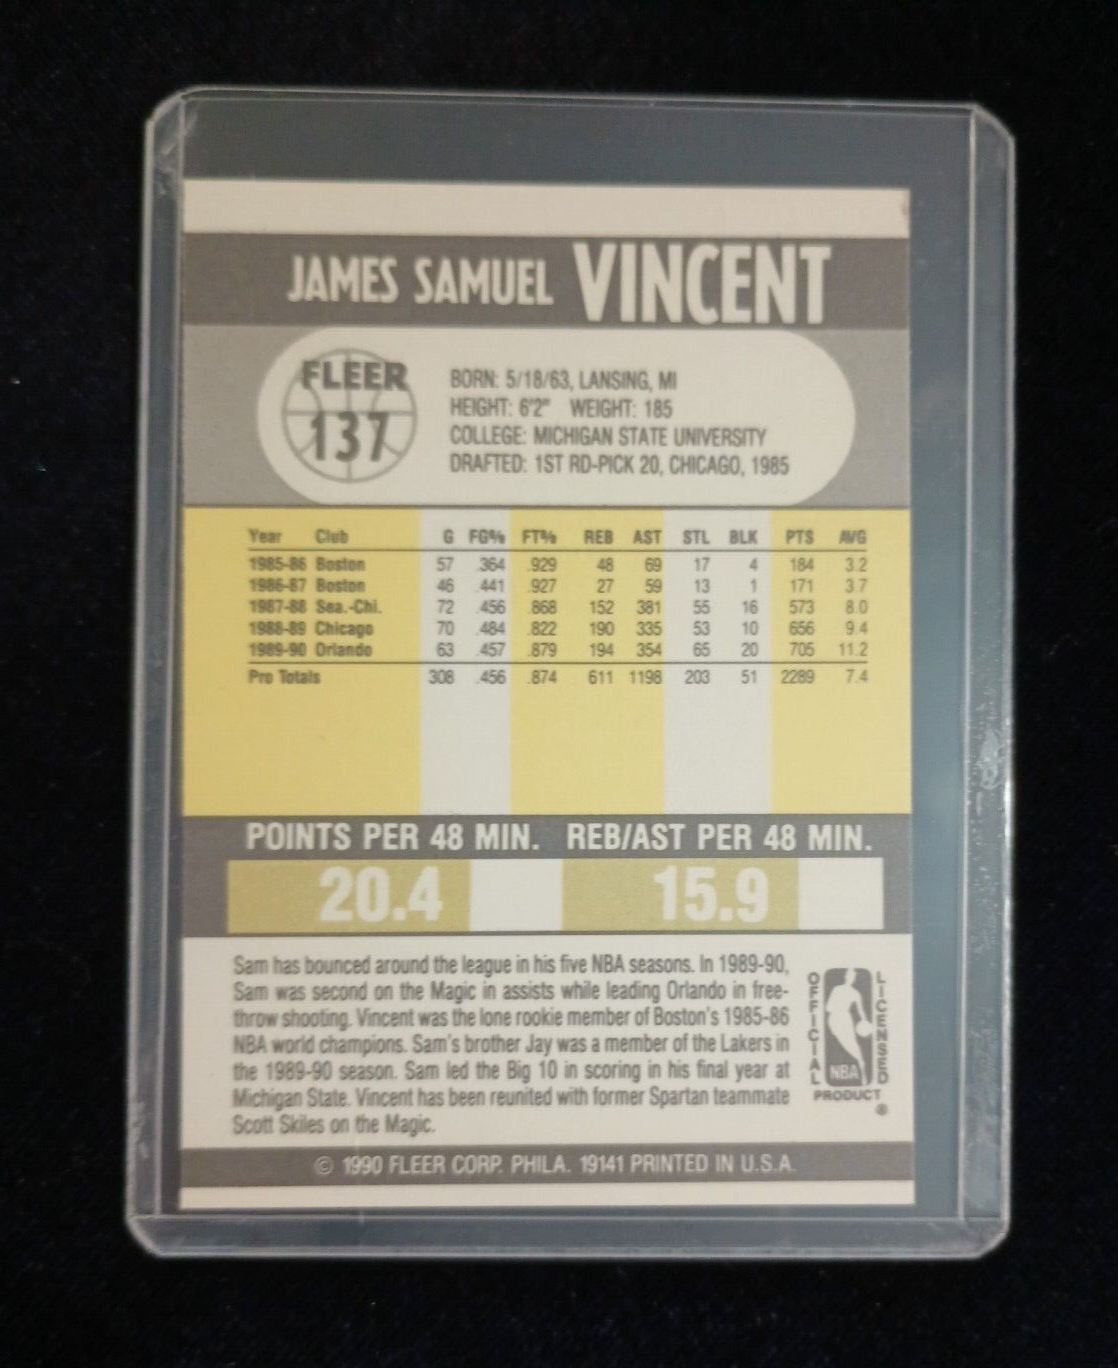 JAMES SAMUEL VINCENT
FLEER
137
BORN: 5/18/63, LANSING, MI
HEIGHT: 6'2" WEIGHT: 185
COLLEGE: MICHIGAN STATE UNIVERSITY
DRAFTED: 1ST RD-PICK 20, CHICAGO, 1985
Year Club G FG% FT% REB AST STL BLK PTS AVG
1985-86 Boston 57 .364 .929 48 69 17 4 184 3.2
1986-87 Boston 46 .441 .927 27 59 13 1 171 3.7
1987-88 Sea.-Chi. 72 .456 .868 152 381 55 16 573 8.0
1988-89 Chicago 70 .484 .822 190 335 53 10 656 9.4
1989-90 Orlando 63 .457 .879 194 354 65 20 705 11.2
Pro Totals 308 .456 .874 611 1198 203 51 2289 7.4
POINTS PER 48 MIN. REB/AST PER 48 MIN.
20.4 15.9
Sam has bounced around the league in his five NBA seasons. In 1989-90,
Sam was second on the Magic in assists while leading Orlando in free-
throw shooting. Vincent was the lone rookie member of Boston's 1985-86
NBA world champions. Sam's brother Jay was a member of the Lakers in
the 1989-90 season. Sam led the Big 10 in scoring in his final year at
Michigan State. Vincent has been reunited with former Spartan teammate
Scott Skiles on the Magic.
OFFICIAL
LICENSED
NBA
PRODUCT
®
© 1990 FLEER CORP. PHILA. 19141 PRINTED IN U.S.A.